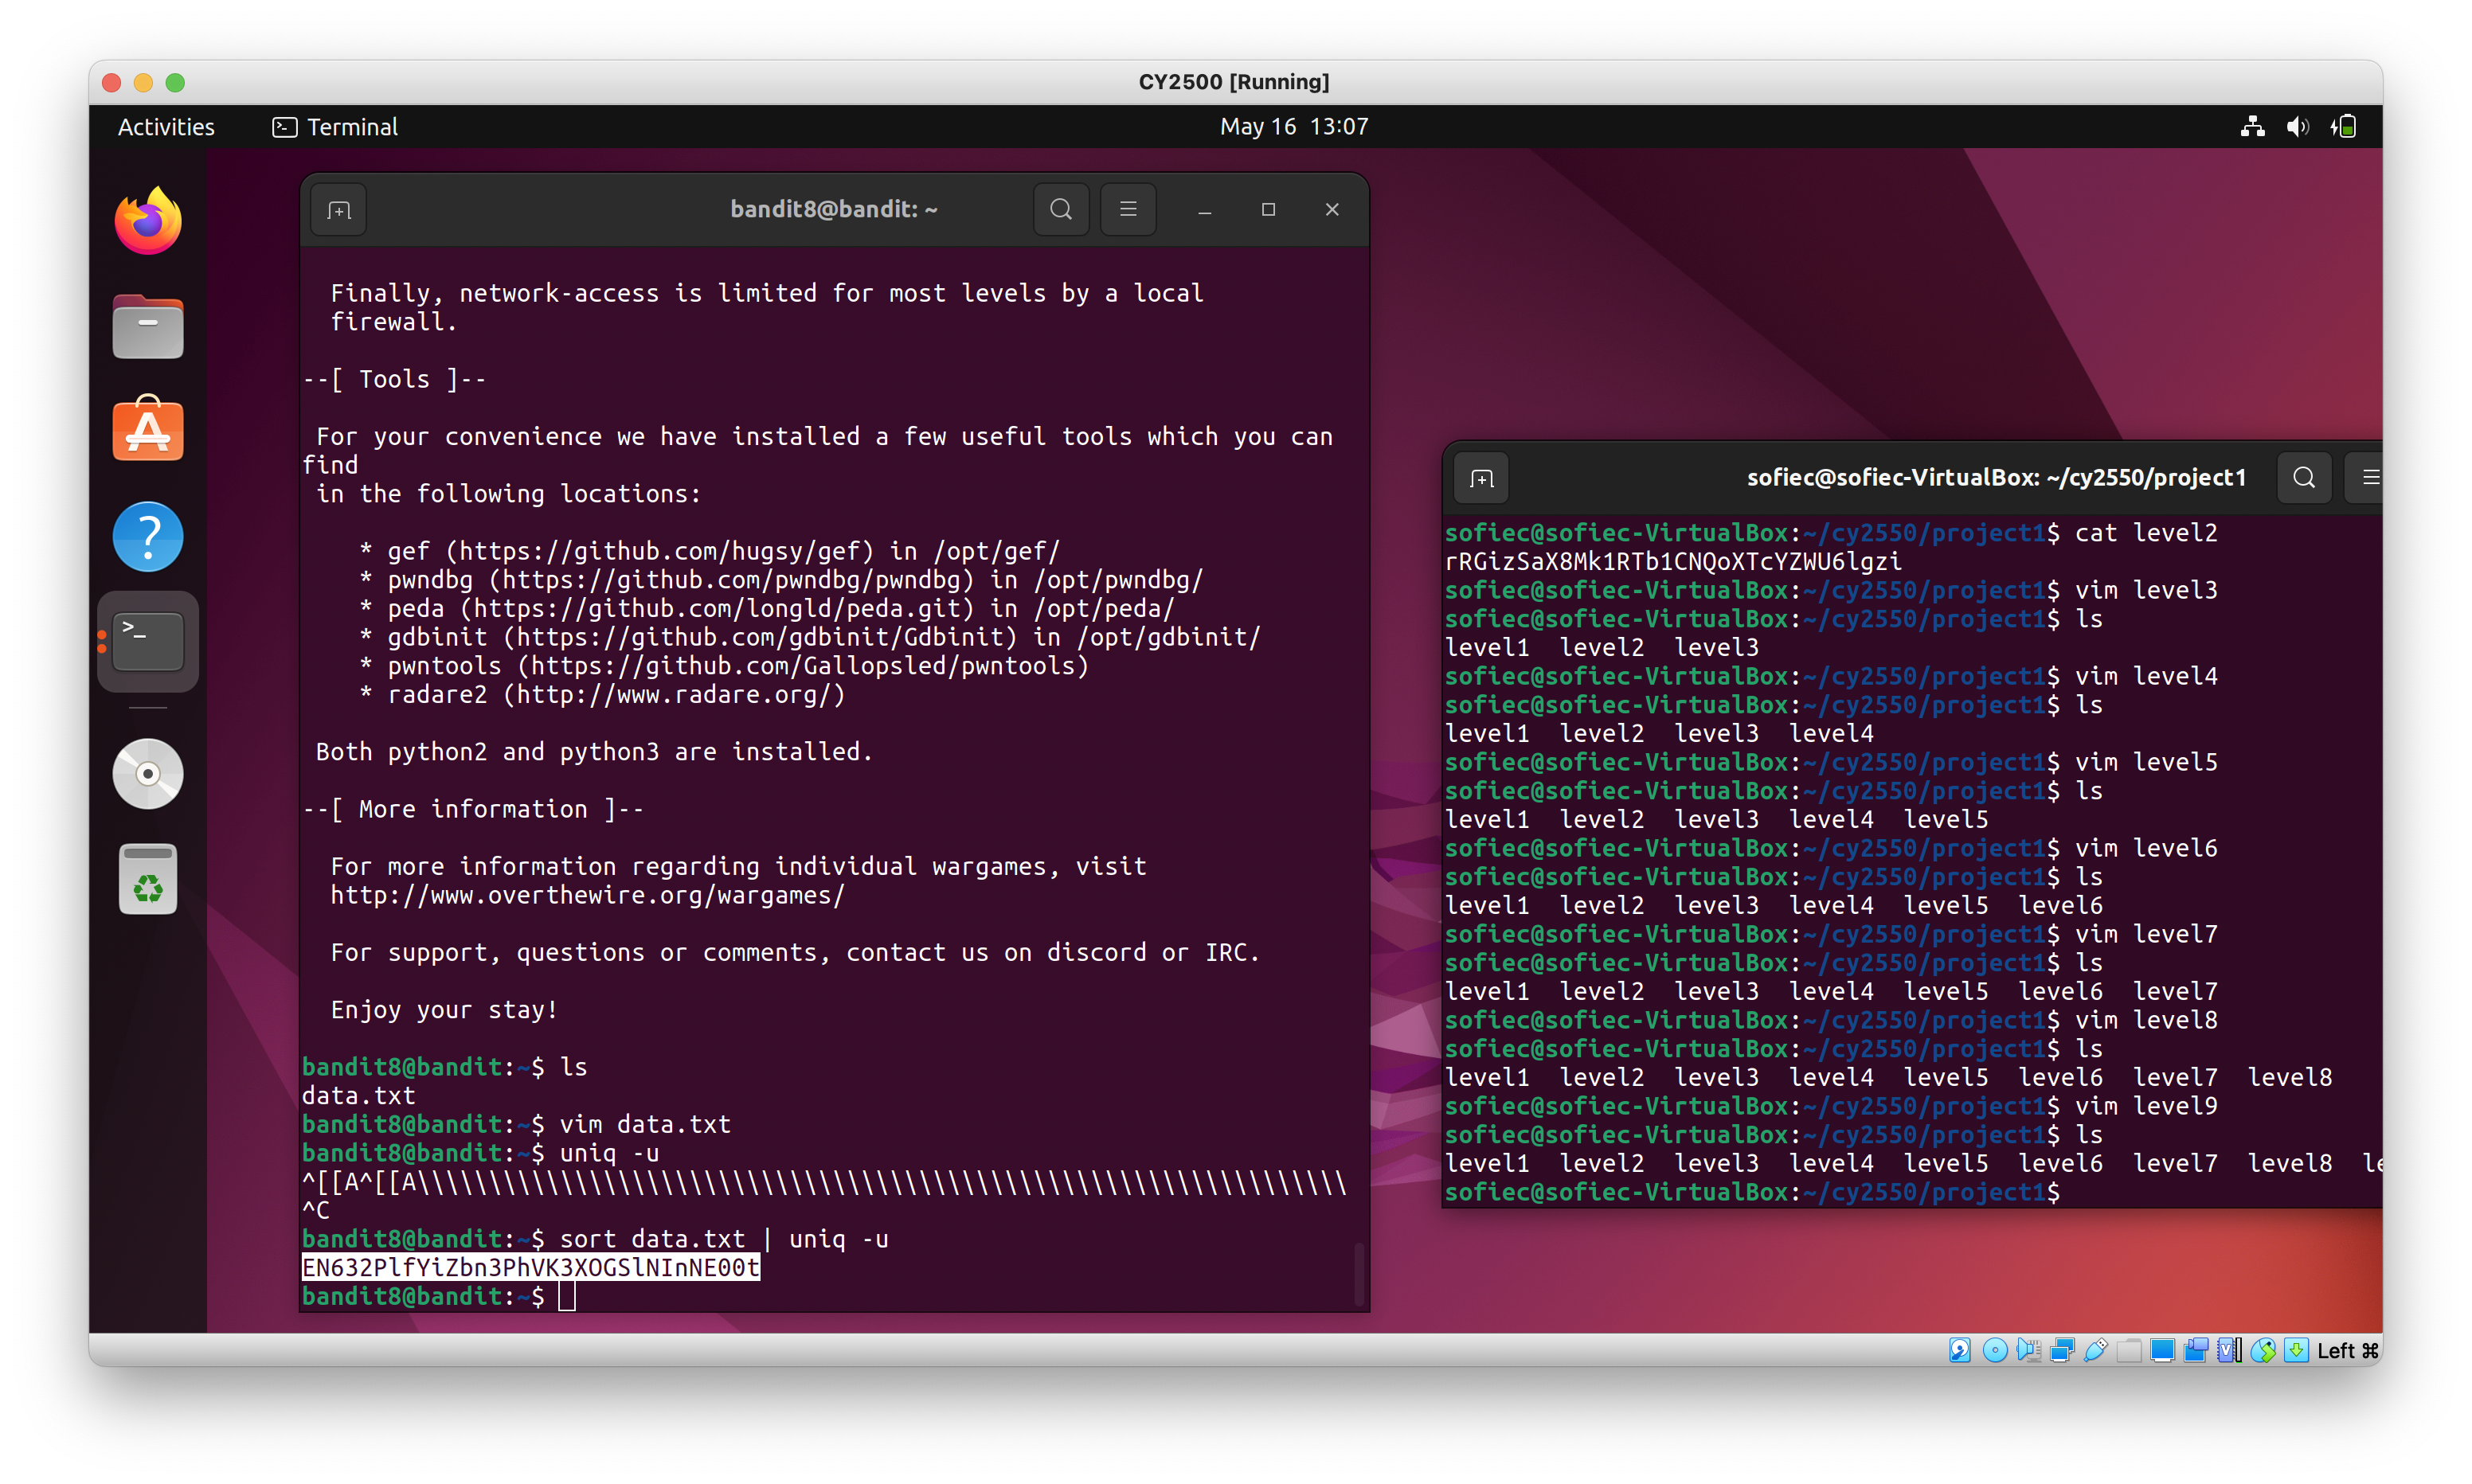 CY2500 [Running]
Activities
Terminal
May 16 13:07
bandit8@bandit: ~
Finally, network-access is limited for most levels by a local
firewall.
--[ Tools ]--
For your convenience we have installed a few useful tools which you can
find
in the following locations:
* gef (https://github.com/hugsy/gef) in /opt/gef/
* pwndbg (https://github.com/pwndbg/pwndbg) in /opt/pwndbg/
* peda (https://github.com/longld/peda.git) in /opt/peda/
* gdbinit (https://github.com/gdbinit/Gdbinit) in /opt/gdbinit/
* pwntools (https://github.com/Gallopsled/pwntools)
* radare2 (http://www.radare.org/)
Both python2 and python3 are installed.
--[ More information ]--
For more information regarding individual wargames, visit
http://www.overthewire.org/wargames/
For support, questions or comments, contact us on discord or IRC.
Enjoy your stay!
bandit8@bandit:~$ ls
data.txt
bandit8@bandit:~$ vim data.txt
bandit8@bandit:~$ uniq -u
^[[A^[[A\\\\\\\\\\\\\\\\\\\\\\\\\\\\\\\\\\\\\\\\\\\\\\\\\\\\\\\\\\\\\\\\\
^C
bandit8@bandit:~$ sort data.txt | uniq -u
EN632PlfYiZbn3PhVK3XOGSlNInNE00t
bandit8@bandit:~$
sofiec@sofiec-VirtualBox: ~/cy2550/project1
sofiec@sofiec-VirtualBox:~/cy2550/project1$ cat level2
rRGizSaX8Mk1RTb1CNQoXTcYZWU6lgzi
sofiec@sofiec-VirtualBox:~/cy2550/project1$ vim level3
sofiec@sofiec-VirtualBox:~/cy2550/project1$ ls
level1 level2 level3
sofiec@sofiec-VirtualBox:~/cy2550/project1$ vim level4
sofiec@sofiec-VirtualBox:~/cy2550/project1$ ls
level1 level2 level3 level4
sofiec@sofiec-VirtualBox:~/cy2550/project1$ vim level5
sofiec@sofiec-VirtualBox:~/cy2550/project1$ ls
level1 level2 level3 level4 level5
sofiec@sofiec-VirtualBox:~/cy2550/project1$ vim level6
sofiec@sofiec-VirtualBox:~/cy2550/project1$ ls
level1 level2 level3 level4 level5 level6
sofiec@sofiec-VirtualBox:~/cy2550/project1$ vim level7
sofiec@sofiec-VirtualBox:~/cy2550/project1$ ls
level1 level2 level3 level4 level5 level6 level7
sofiec@sofiec-VirtualBox:~/cy2550/project1$ vim level8
sofiec@sofiec-VirtualBox:~/cy2550/project1$ ls
level1 level2 level3 level4 level5 level6 level7 level8
sofiec@sofiec-VirtualBox:~/cy2550/project1$ vim level9
sofiec@sofiec-VirtualBox:~/cy2550/project1$ ls
level1 level2 level3 level4 level5 level6 level7 level8
sofiec@sofiec-VirtualBox:~/cy2550/project1$
Left ⌘